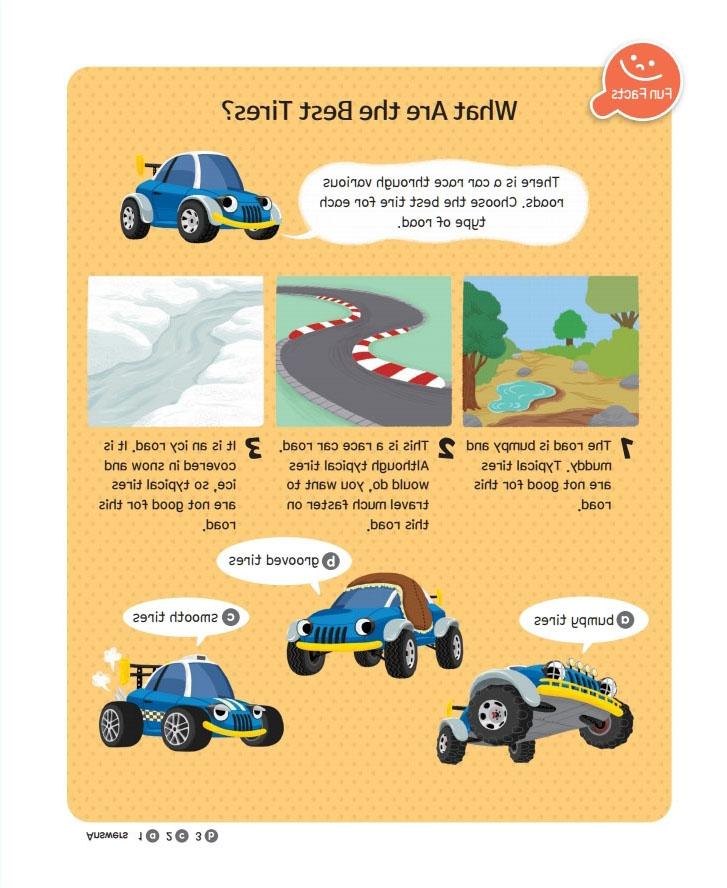 Fun Facts
What Are the Best Tires?
There is a car race through various
roads. Choose the best tire for each
type of road.
1 The road is bumpy and
muddy. Typical tires
are not good for this
road.
2 This is a race car road.
Although typical tires
would do, you want to
travel much faster on
this road.
3 It is an icy road. It is
covered in snow and
ice, so typical tires
are not good for this
road.
a bumpy tires
b grooved tires
c smooth tires
Answers 1 a 2 c 3 b